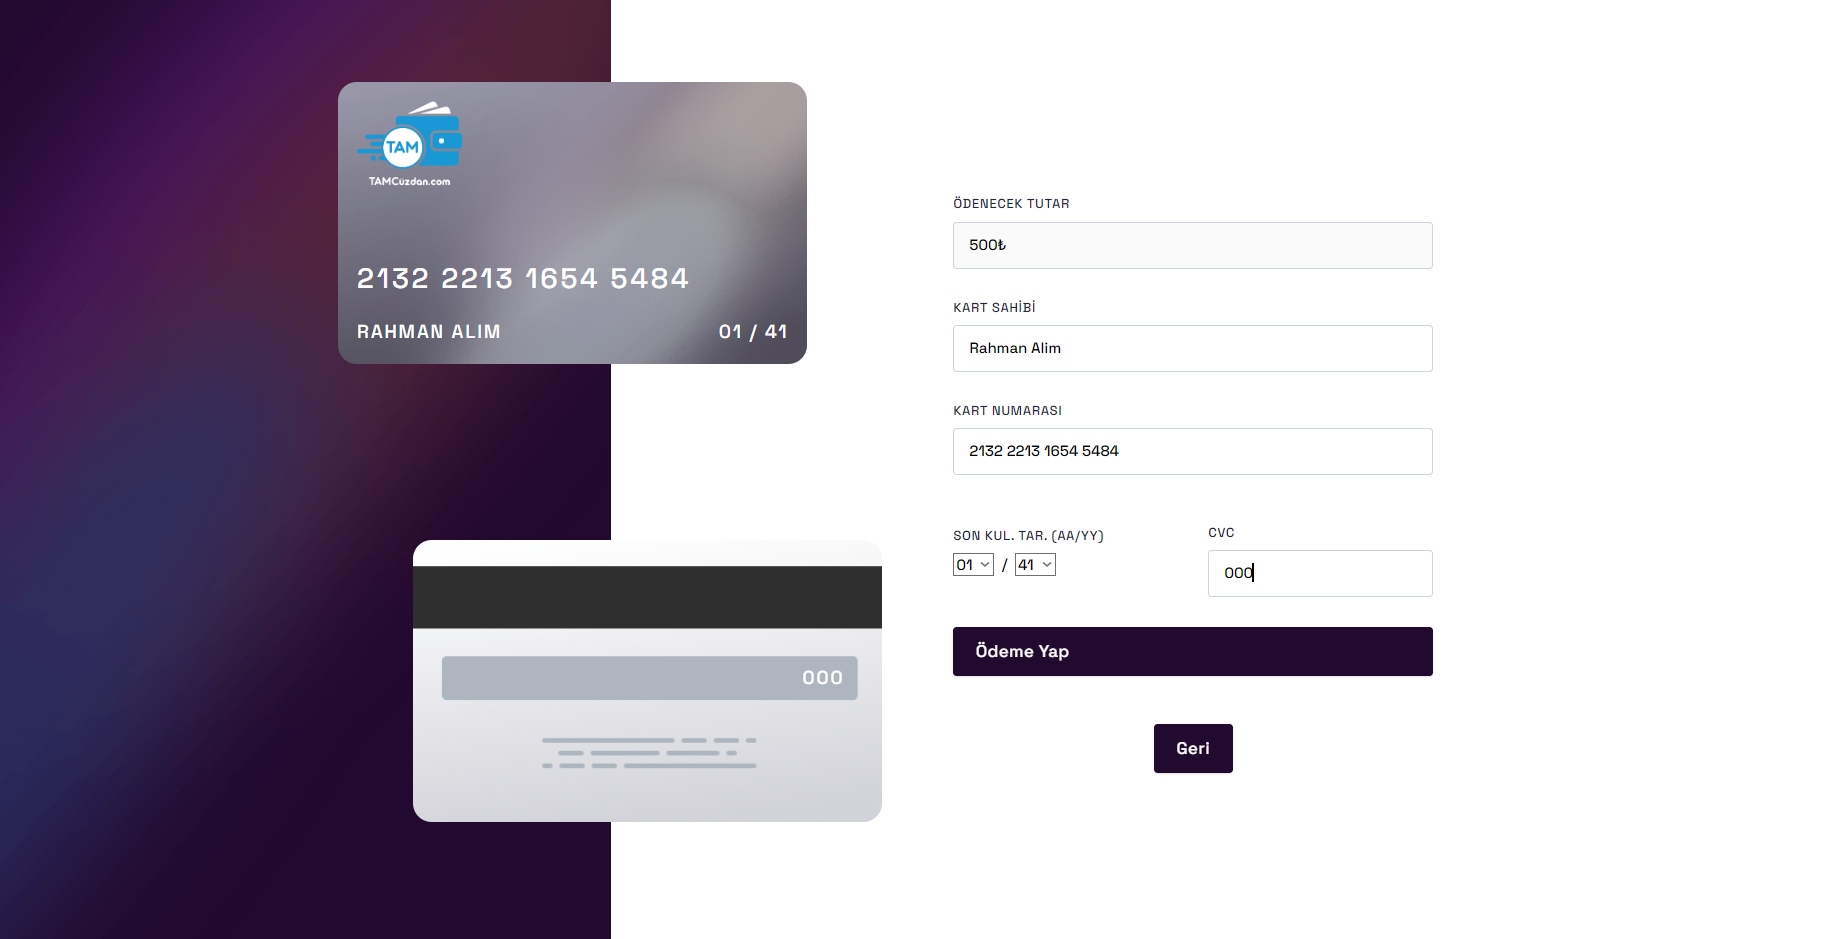 TAM
TAMCüzdan.com
2132 2213 1654 5484
RAHMAN ALIM
01 / 41
000
ÖDENECEK TUTAR
500₺
KART SAHİBİ
Rahman Alim
KART NUMARASI
2132 2213 1654 5484
SON KUL. TAR. (AA/YY)
01 / 41
CVC
000
Ödeme Yap
Geri